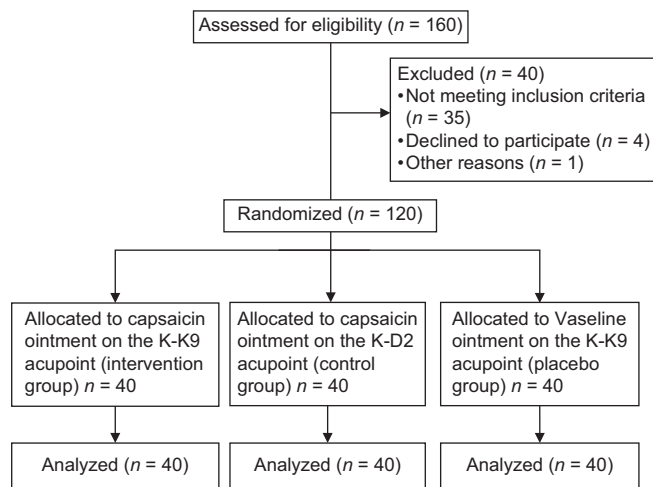 Assessed for eligibility (n = 160)
Excluded (n = 40)
•Not meeting inclusion criteria
(n = 35)
•Declined to participate (n = 4)
•Other reasons (n = 1)
Randomized (n = 120)
Allocated to capsaicin
ointment on the K-K9
acupoint (intervention
group) n = 40
Allocated to capsaicin
ointment on the K-D2
acupoint (control
group) n = 40
Allocated to Vaseline
ointment on the K-K9
acupoint (placebo
group) n = 40
Analyzed (n = 40)
Analyzed (n = 40)
Analyzed (n = 40)